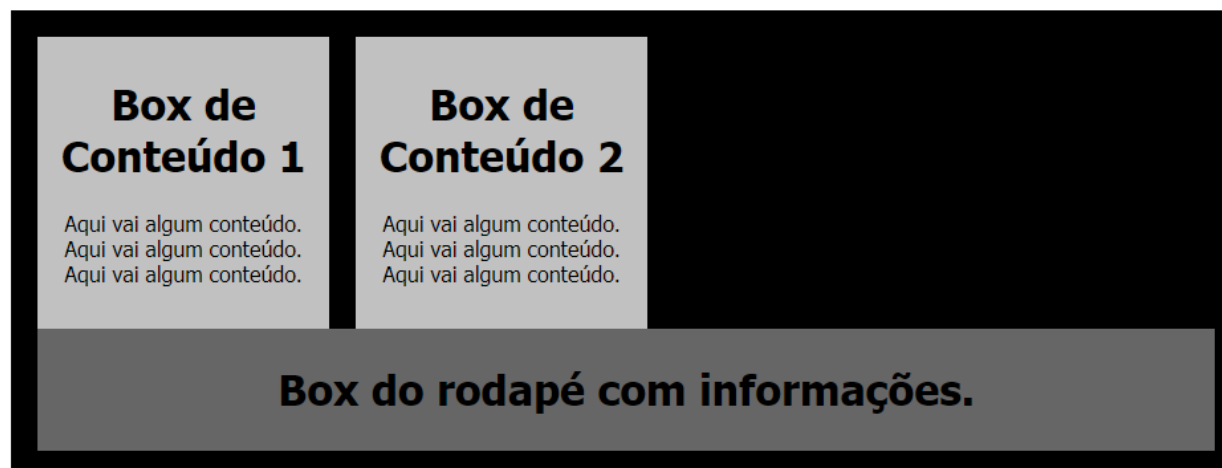 Box de
Conteúdo 1
Aqui vai algum conteúdo.
Aqui vai algum conteúdo.
Aqui vai algum conteúdo.
Box de
Conteúdo 2
Aqui vai algum conteúdo.
Aqui vai algum conteúdo.
Aqui vai algum conteúdo.
Box do rodapé com informações.